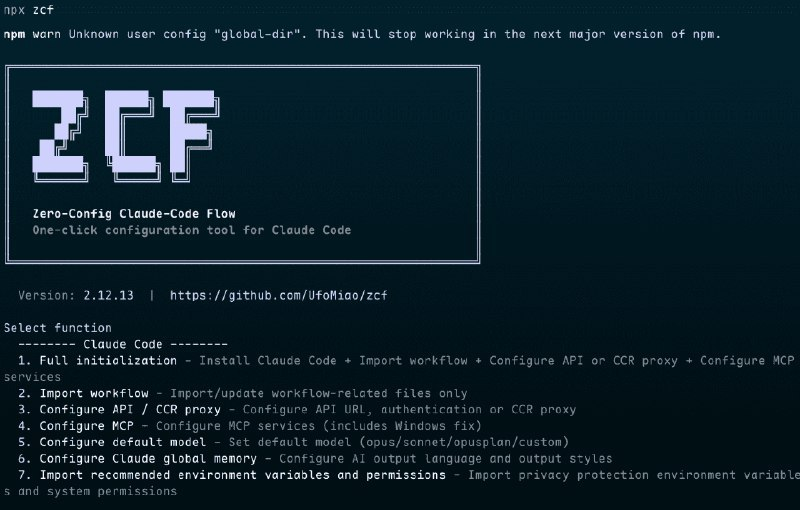 npx zcf
npm warn Unknown user config "global-dir". This will stop working in the next major version of npm.
ZCF
Zero-Config Claude-Code Flow
One-click configuration tool for Claude Code
Version: 2.12.13 | https://github.com/UfoMiao/zcf
Select function
-------- Claude Code --------
1. Full initialization - Install Claude Code + Import workflow + Configure API or CCR proxy + Configure MCP
services
2. Import workflow - Import/update workflow-related files only
3. Configure API / CCR proxy - Configure API URL, authentication or CCR proxy
4. Configure MCP - Configure MCP services (includes Windows fix)
5. Configure default model - Set default model (opus/sonnet/opusplan/custom)
6. Configure Claude global memory - Configure AI output language and output styles
7. Import recommended environment variables and permissions - Import privacy protection environment variable
s and system permissions